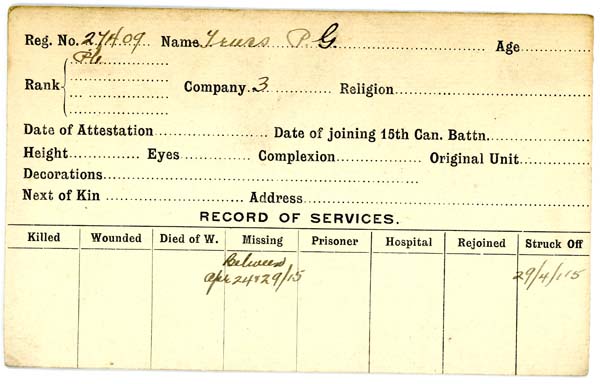 Reg. No. 27409 Name P. G. Age
Pte
Rank Company 3 Religion
Date of Attestation Date of joining 15th Can. Battn.
Height Eyes Complexion Original Unit
Decorations
Next of Kin Address
RECORD OF SERVICES.
Killed Wounded Died of W. Missing Prisoner Hospital Rejoined Struck Off
Between
Apr 24 & 29/15 29/4/15